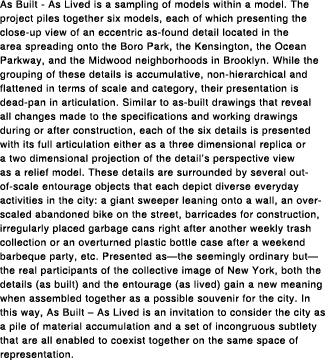 As Built - As Lived is a sampling of models within a model. The
project piles together six models, each of which presenting the
close-up view of an eccentric as-found detail located in the
area spreading onto the Boro Park, the Kensington, the Ocean
Parkway, and the Midwood neighborhoods in Brooklyn. While the
grouping of these details is accumulative, non-hierarchical and
flattened in terms of scale and category, their presentation is
dead-pan in articulation. Similar to as-built drawings that reveal
all changes made to the specifications and working drawings
during or after construction, each of the six details is presented
with its full articulation either as a three dimensional replica or
a two dimensional projection of the detail's perspective view
as a relief model. These details are surrounded by several out-
of-scale entourage objects that each depict diverse everyday
activities in the city: a giant sweeper leaning onto a wall, an over-
scaled abandoned bike on the street, barricades for construction,
irregularly placed garbage cans right after another weekly trash
collection or an overturned plastic bottle case after a weekend
barbeque party, etc. Presented as—the seemingly ordinary but—
the real participants of the collective image of New York, both the
details (as built) and the entourage (as lived) gain a new meaning
when assembled together as a possible souvenir for the city. In
this way, As Built – As Lived is an invitation to consider the city as
a pile of material accumulation and a set of incongruous subtlety
that are all enabled to coexist together on the same space of
representation.